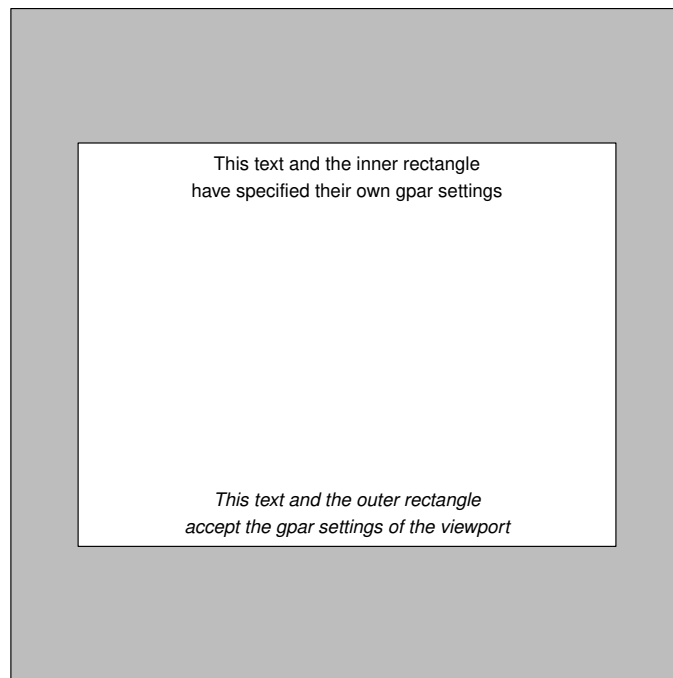 This text and the inner rectangle
have specified their own gpar settings
This text and the outer rectangle
accept the gpar settings of the viewport